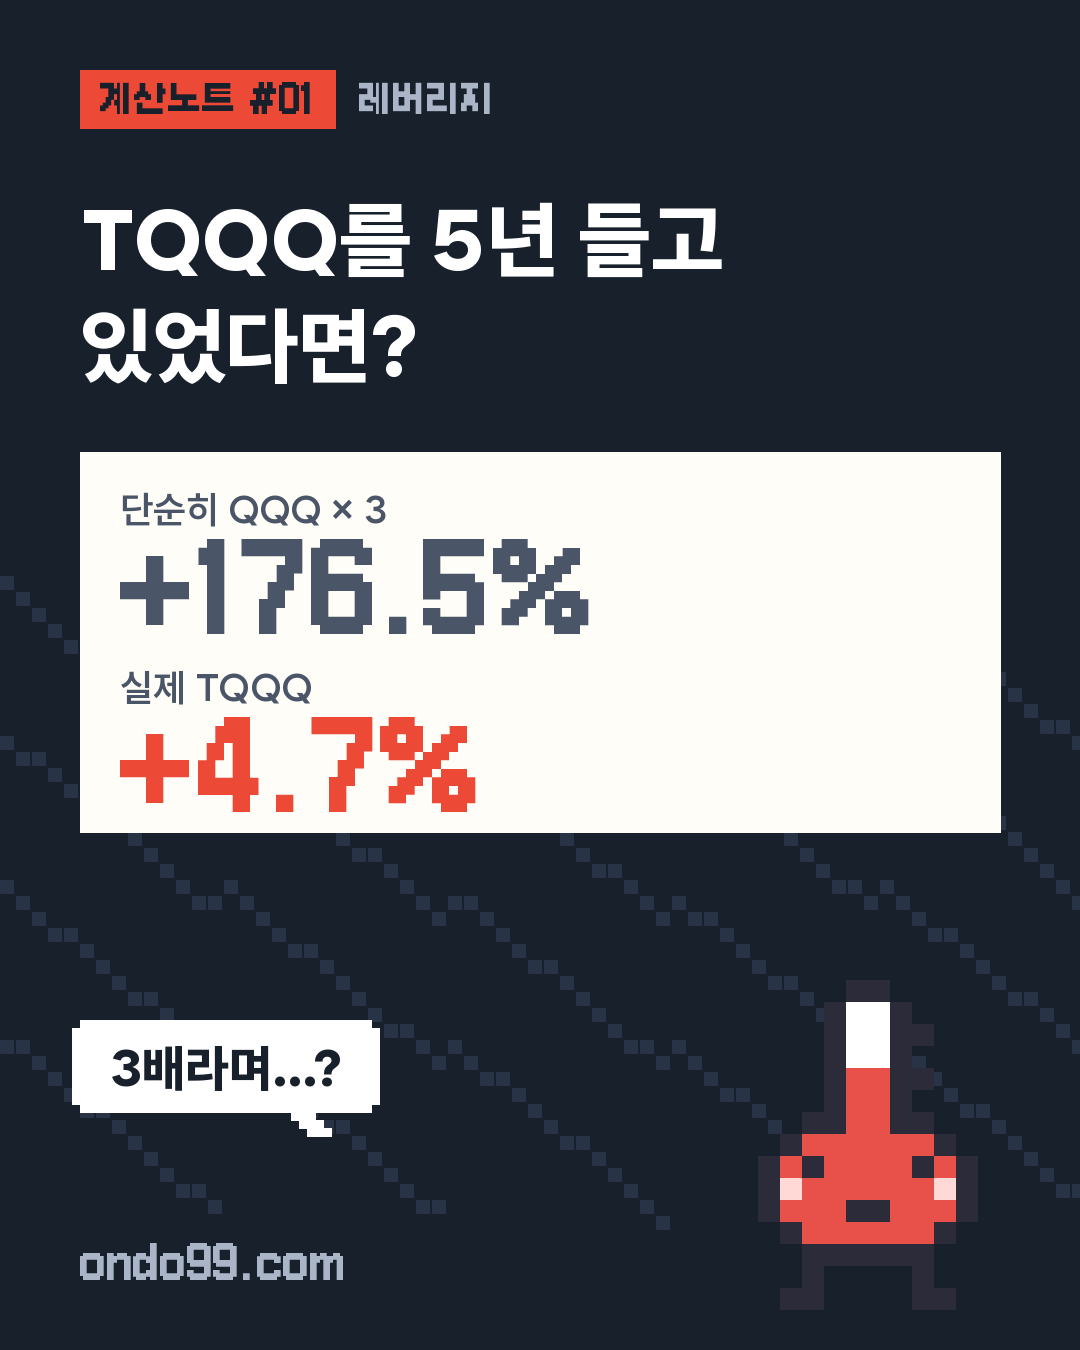 계산노트 #01 레버리지
TQQQ를 5년 들고
있었다면?
단순히 QQQ × 3
+176.5%
실제 TQQQ
+4.7%
3배라며...?
ondo99.com